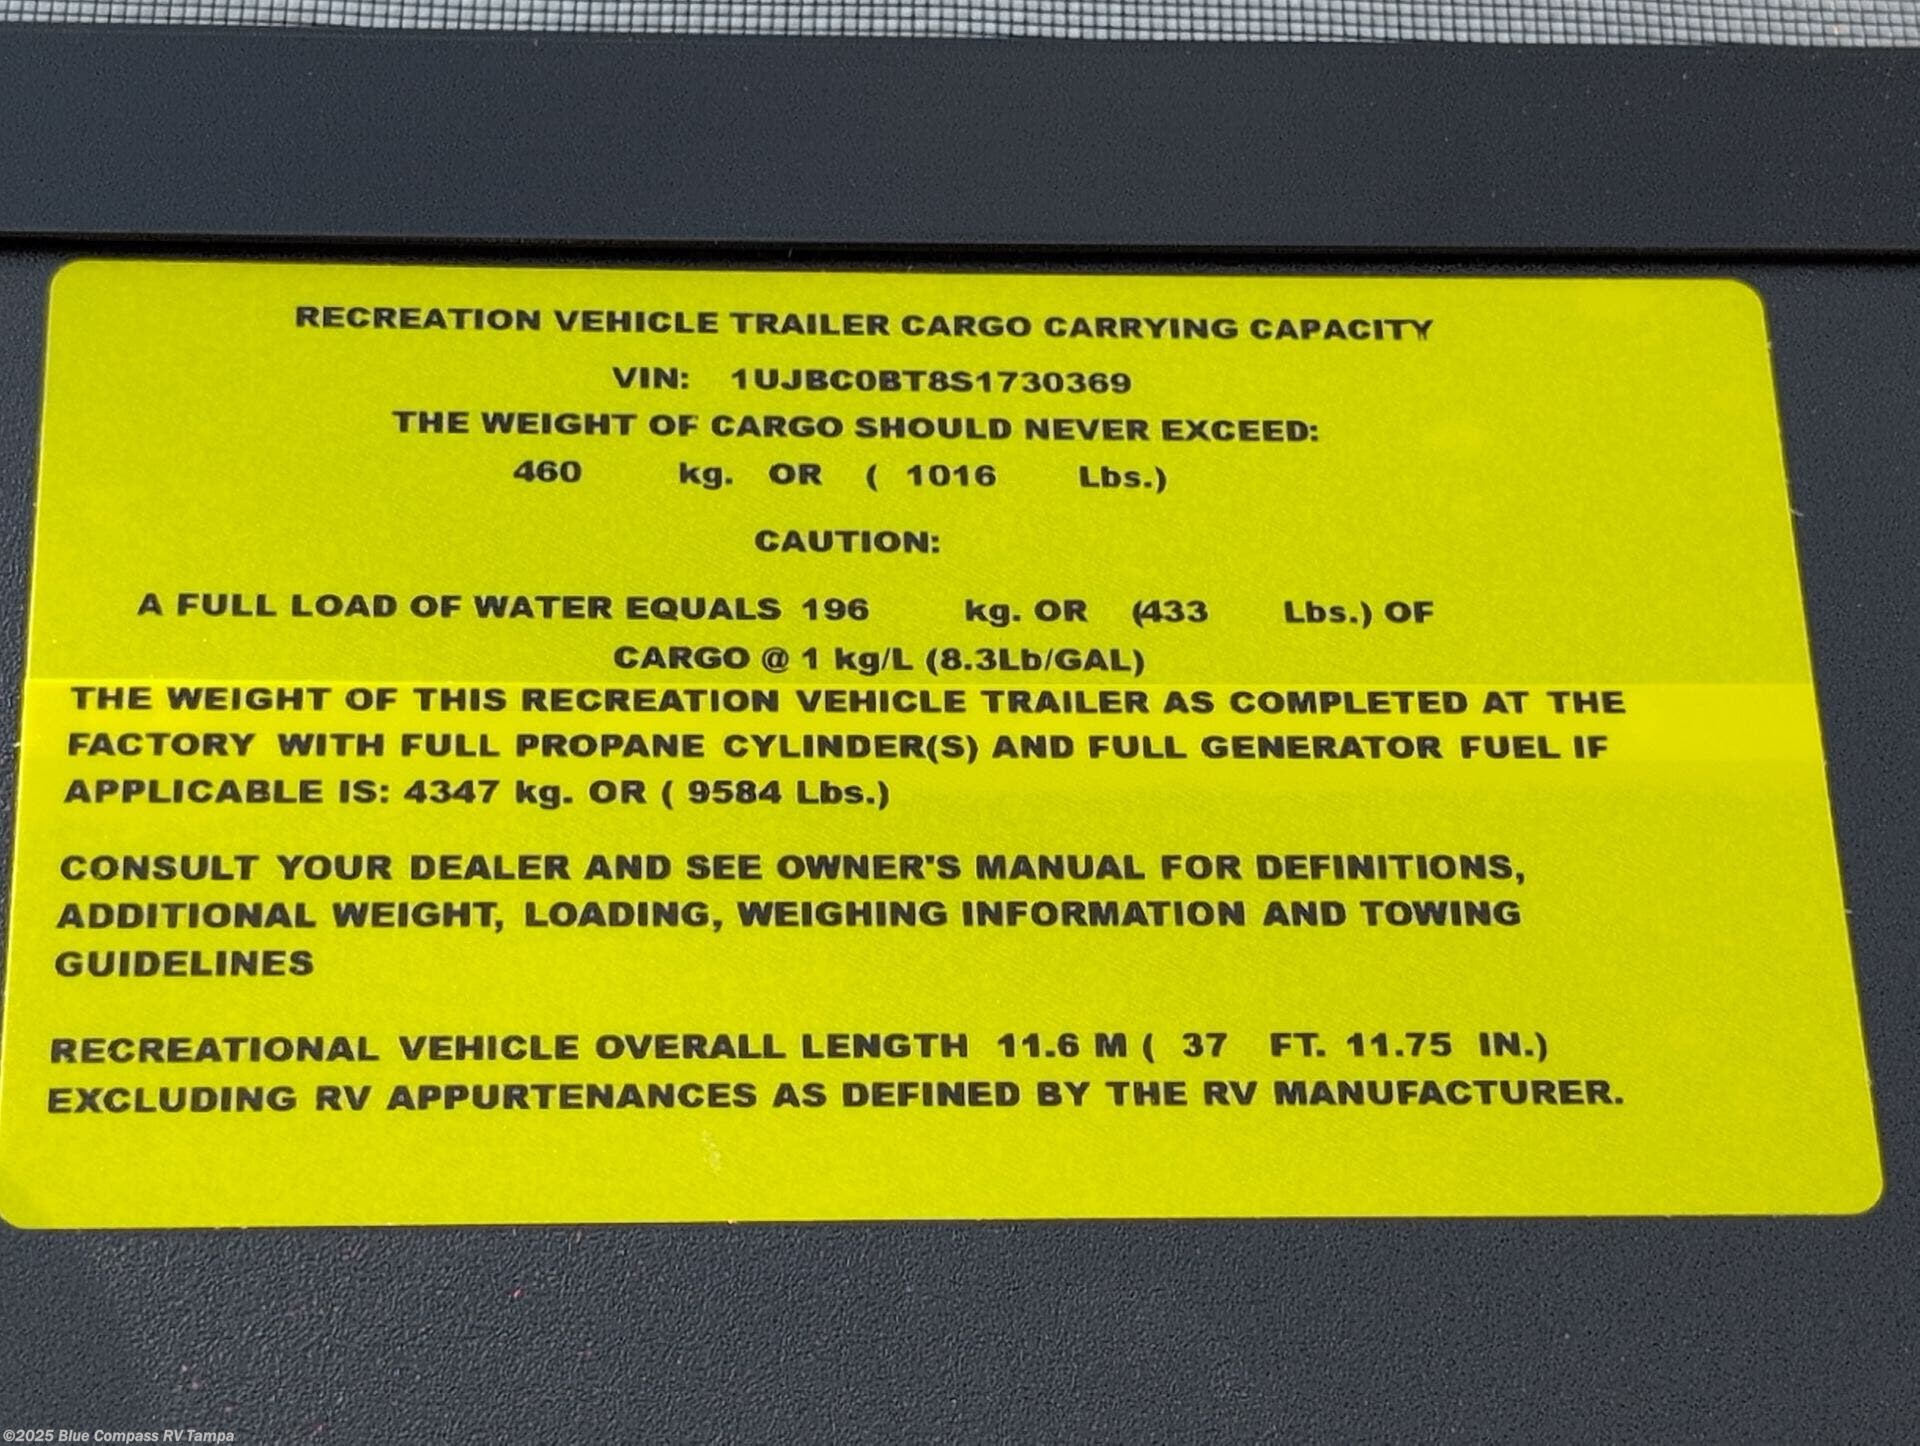 RECREATION VEHICLE TRAILER CARGO CARRYING CAPACITY
VIN: 1UJBC0BT8S1730369
THE WEIGHT OF CARGO SHOULD NEVER EXCEED:
460 kg. OR ( 1016 Lbs.)
CAUTION:
A FULL LOAD OF WATER EQUALS 196 kg. OR (433 Lbs.) OF
CARGO @ 1 kg/L (8.3Lb/GAL)
THE WEIGHT OF THIS RECREATION VEHICLE TRAILER AS COMPLETED AT THE
FACTORY WITH FULL PROPANE CYLINDER(S) AND FULL GENERATOR FUEL IF
APPLICABLE IS: 4347 kg. OR ( 9584 Lbs.)
CONSULT YOUR DEALER AND SEE OWNER'S MANUAL FOR DEFINITIONS,
ADDITIONAL WEIGHT, LOADING, WEIGHING INFORMATION AND TOWING
GUIDELINES
RECREATIONAL VEHICLE OVERALL LENGTH 11.6 M ( 37 FT. 11.75 IN.)
EXCLUDING RV APPURTENANCES AS DEFINED BY THE RV MANUFACTURER.
©2025 Blue Compass RV Tampa